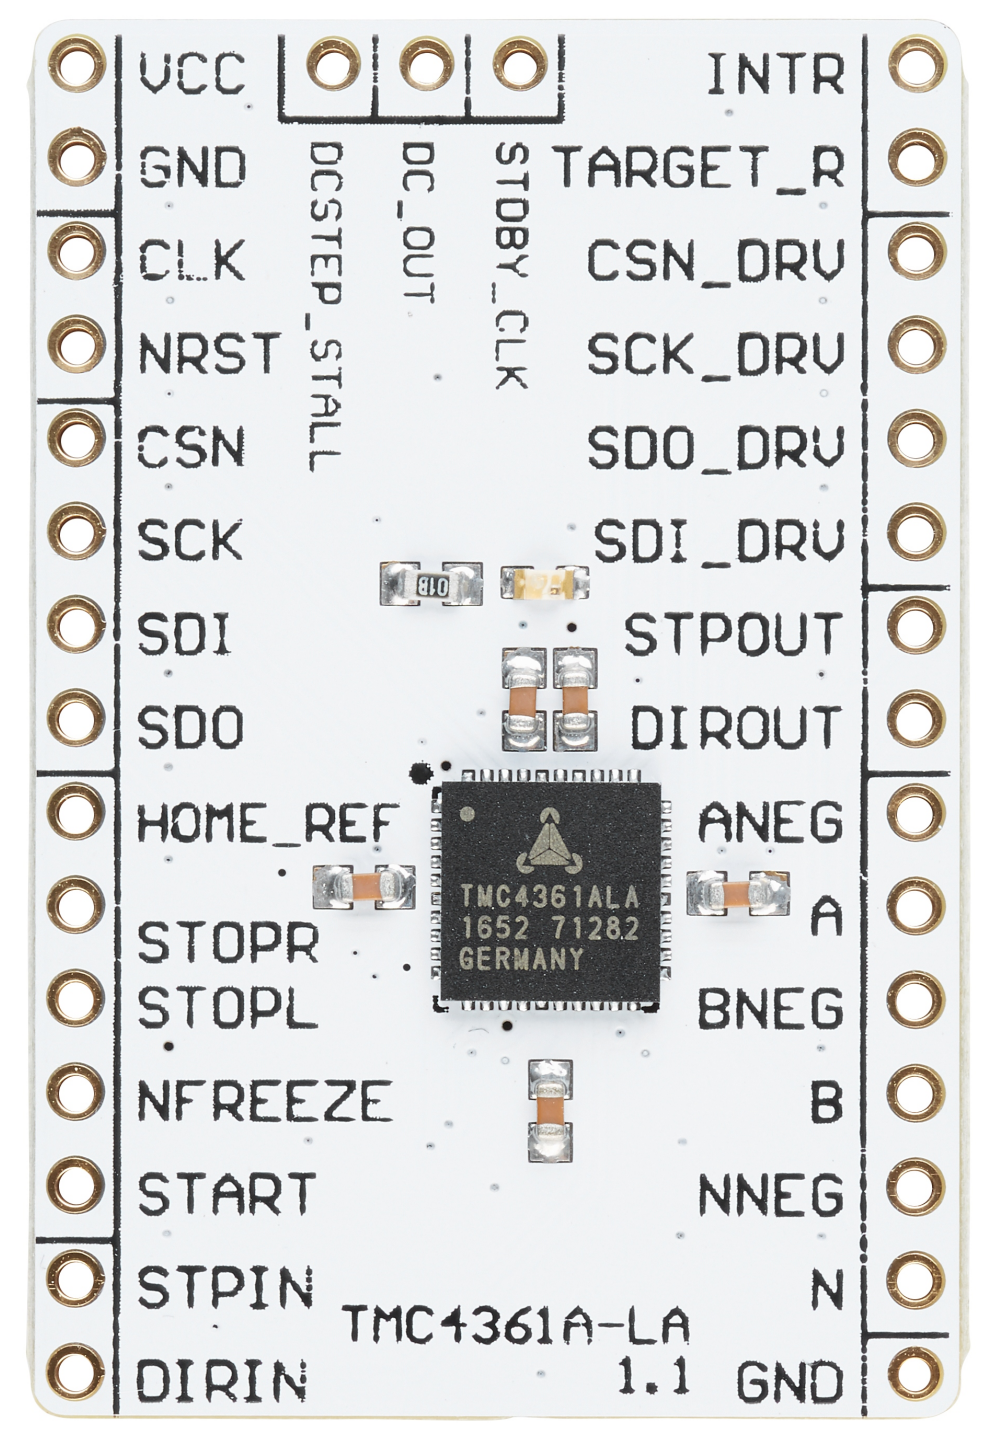 VCC
GND
CLK
NRST
CSN
SCK
SDI
SDO
HOME_REF
STOPR
STOPL
NFREEZE
START
STPIN
DIRIN
DCSTEP_STALL
DC_OUT
STDBY_CLK
INTR
TARGET_R
CSN_DRV
SCK_DRV
SDO_DRV
SDI_DRV
STPOUT
DIROUT
ANEG
A
BNEG
B
NNEG
N
GND
01B
TMC4361ALA
1652 71282
GERMANY
TMC4361A-LA
1.1